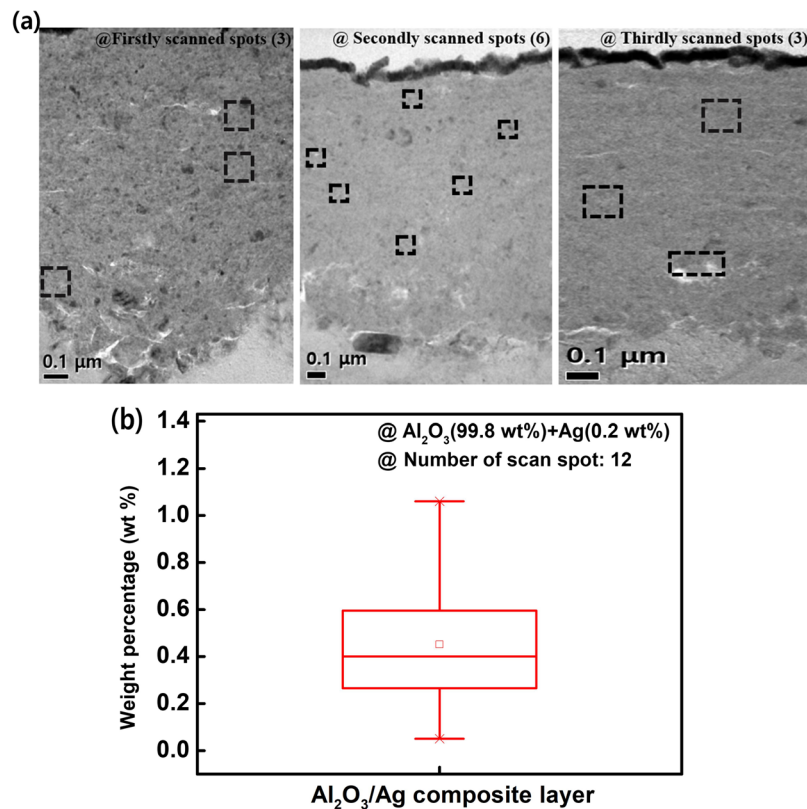 (a)
@Firstly scanned spots (3)
@ Secondly scanned spots (6)
@ Thirdly scanned spots (3)
0.1 μm
0.1 μm
0.1 μm
(b)
1.4
1.2
1.0
0.8
0.6
0.4
0.2
0.0
Weight percentage (wt %)
@ Al₂O₃(99.8 wt%)+Ag(0.2 wt%)
@ Number of scan spot: 12
Al₂O₃/Ag composite layer